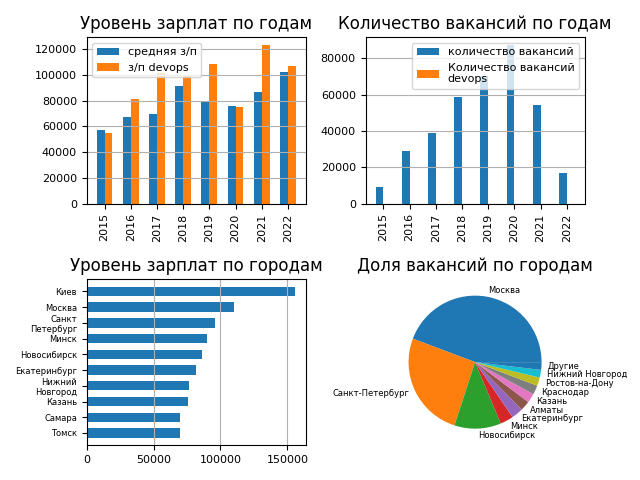 Уровень зарплат по годам
120000
100000
80000
60000
40000
20000
0
средняя з/п
з/п devops
2015
2016
2017
2018
2019
2020
2021
2022
Количество вакансий по годам
80000
60000
40000
20000
0
количество вакансий
Количество вакансий
devops
2015
2016
2017
2018
2019
2020
2021
2022
Уровень зарплат по городам
Киев
Москва
Санкт
Петербург
Минск
Новосибирск
Екатеринбург
Нижний
Новгород
Казань
Самара
Томск
0
50000
100000
150000
Доля вакансий по городам
Москва
Санкт-Петербург
Новосибирск
Минск
Екатеринбург
Алматы
Казань
Краснодар
Ростов-на-Дону
Нижний Новгород
Другие